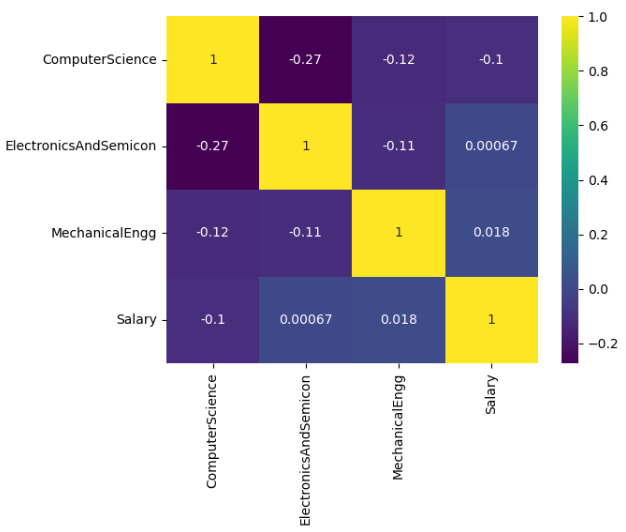 ComputerScience 1 -0.27 -0.12 -0.1
ElectronicsAndSemicon -0.27 1 -0.11 0.00067
MechanicalEngg -0.12 -0.11 1 0.018
Salary -0.1 0.00067 0.018 1
ComputerScience
ElectronicsAndSemicon
MechanicalEngg
Salary
1.0
0.8
0.6
0.4
0.2
0.0
−0.2